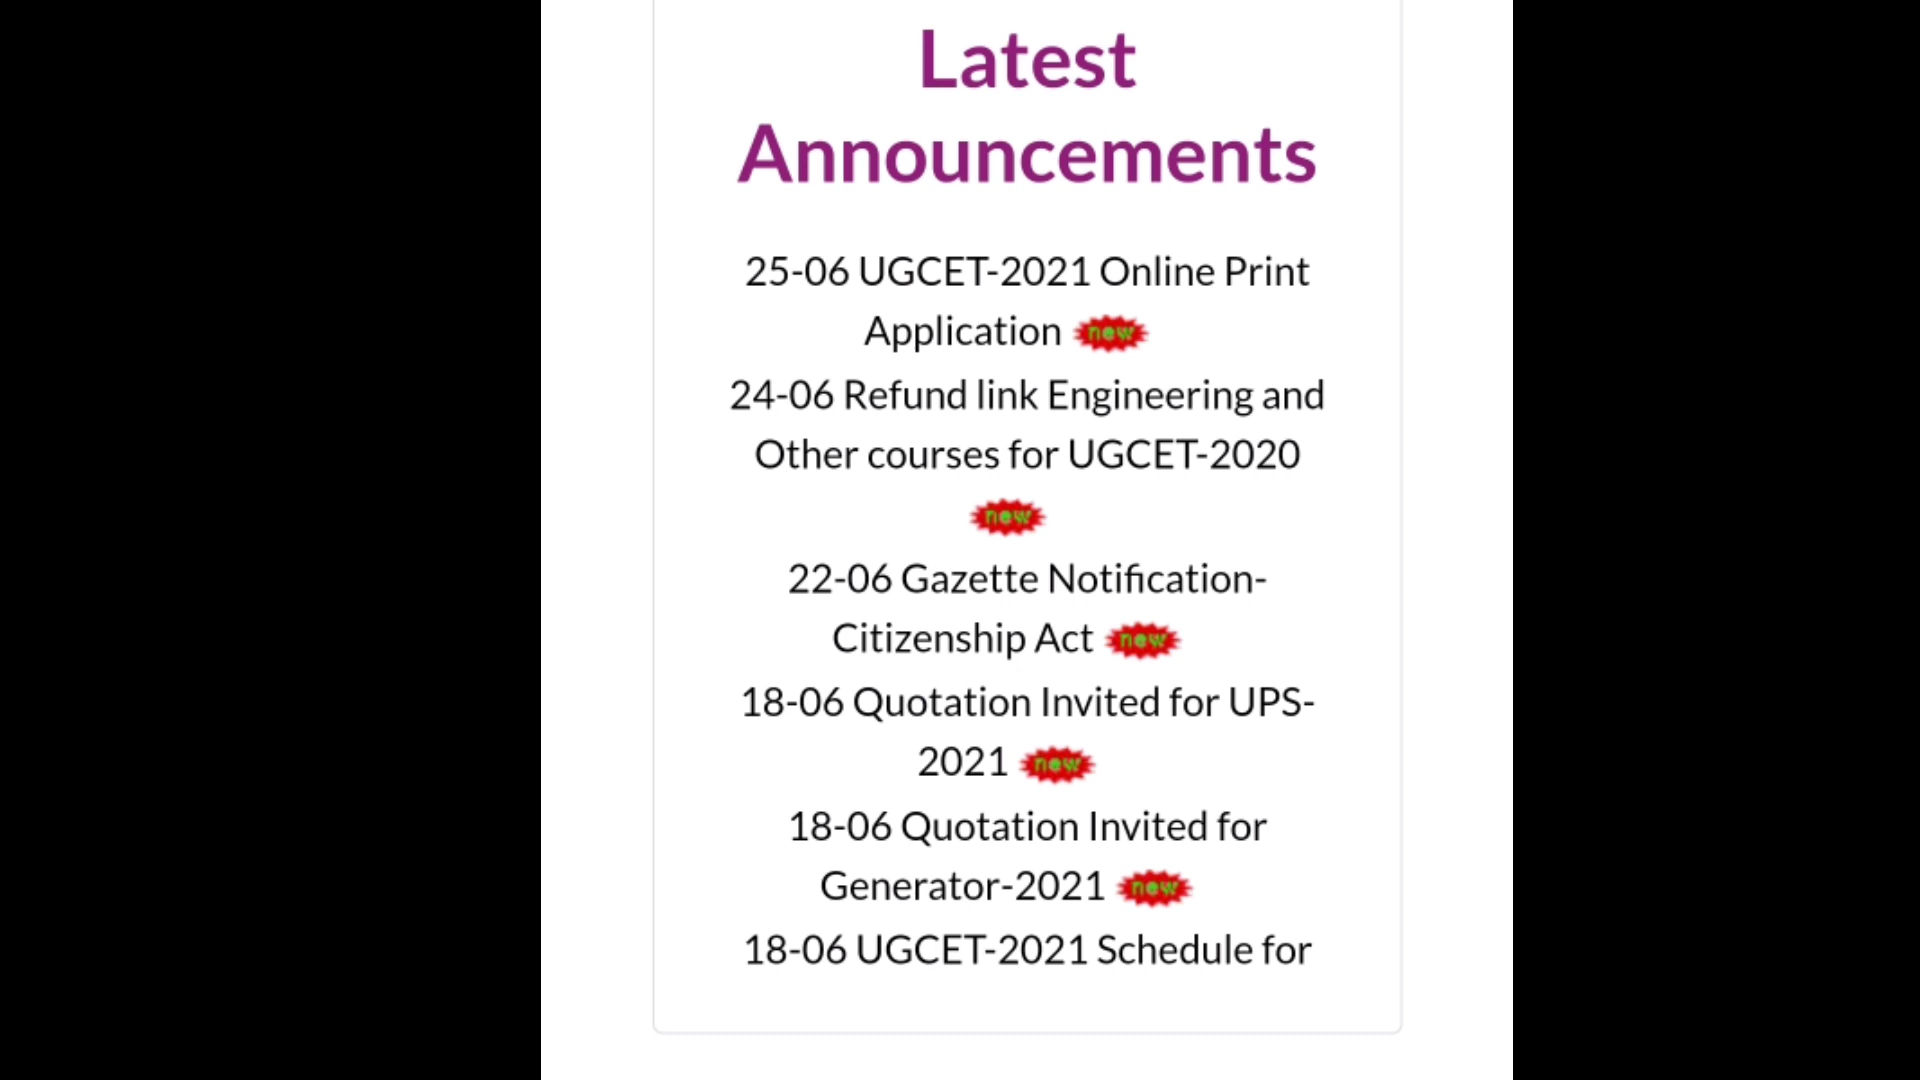 Latest
Announcements
25-06 UGCET-2021 Online Print
Application new
24-06 Refund link Engineering and
Other courses for UGCET-2020
new
22-06 Gazette Notification-
Citizenship Act new
18-06 Quotation Invited for UPS-
2021 new
18-06 Quotation Invited for
Generator-2021 new
18-06 UGCET-2021 Schedule for